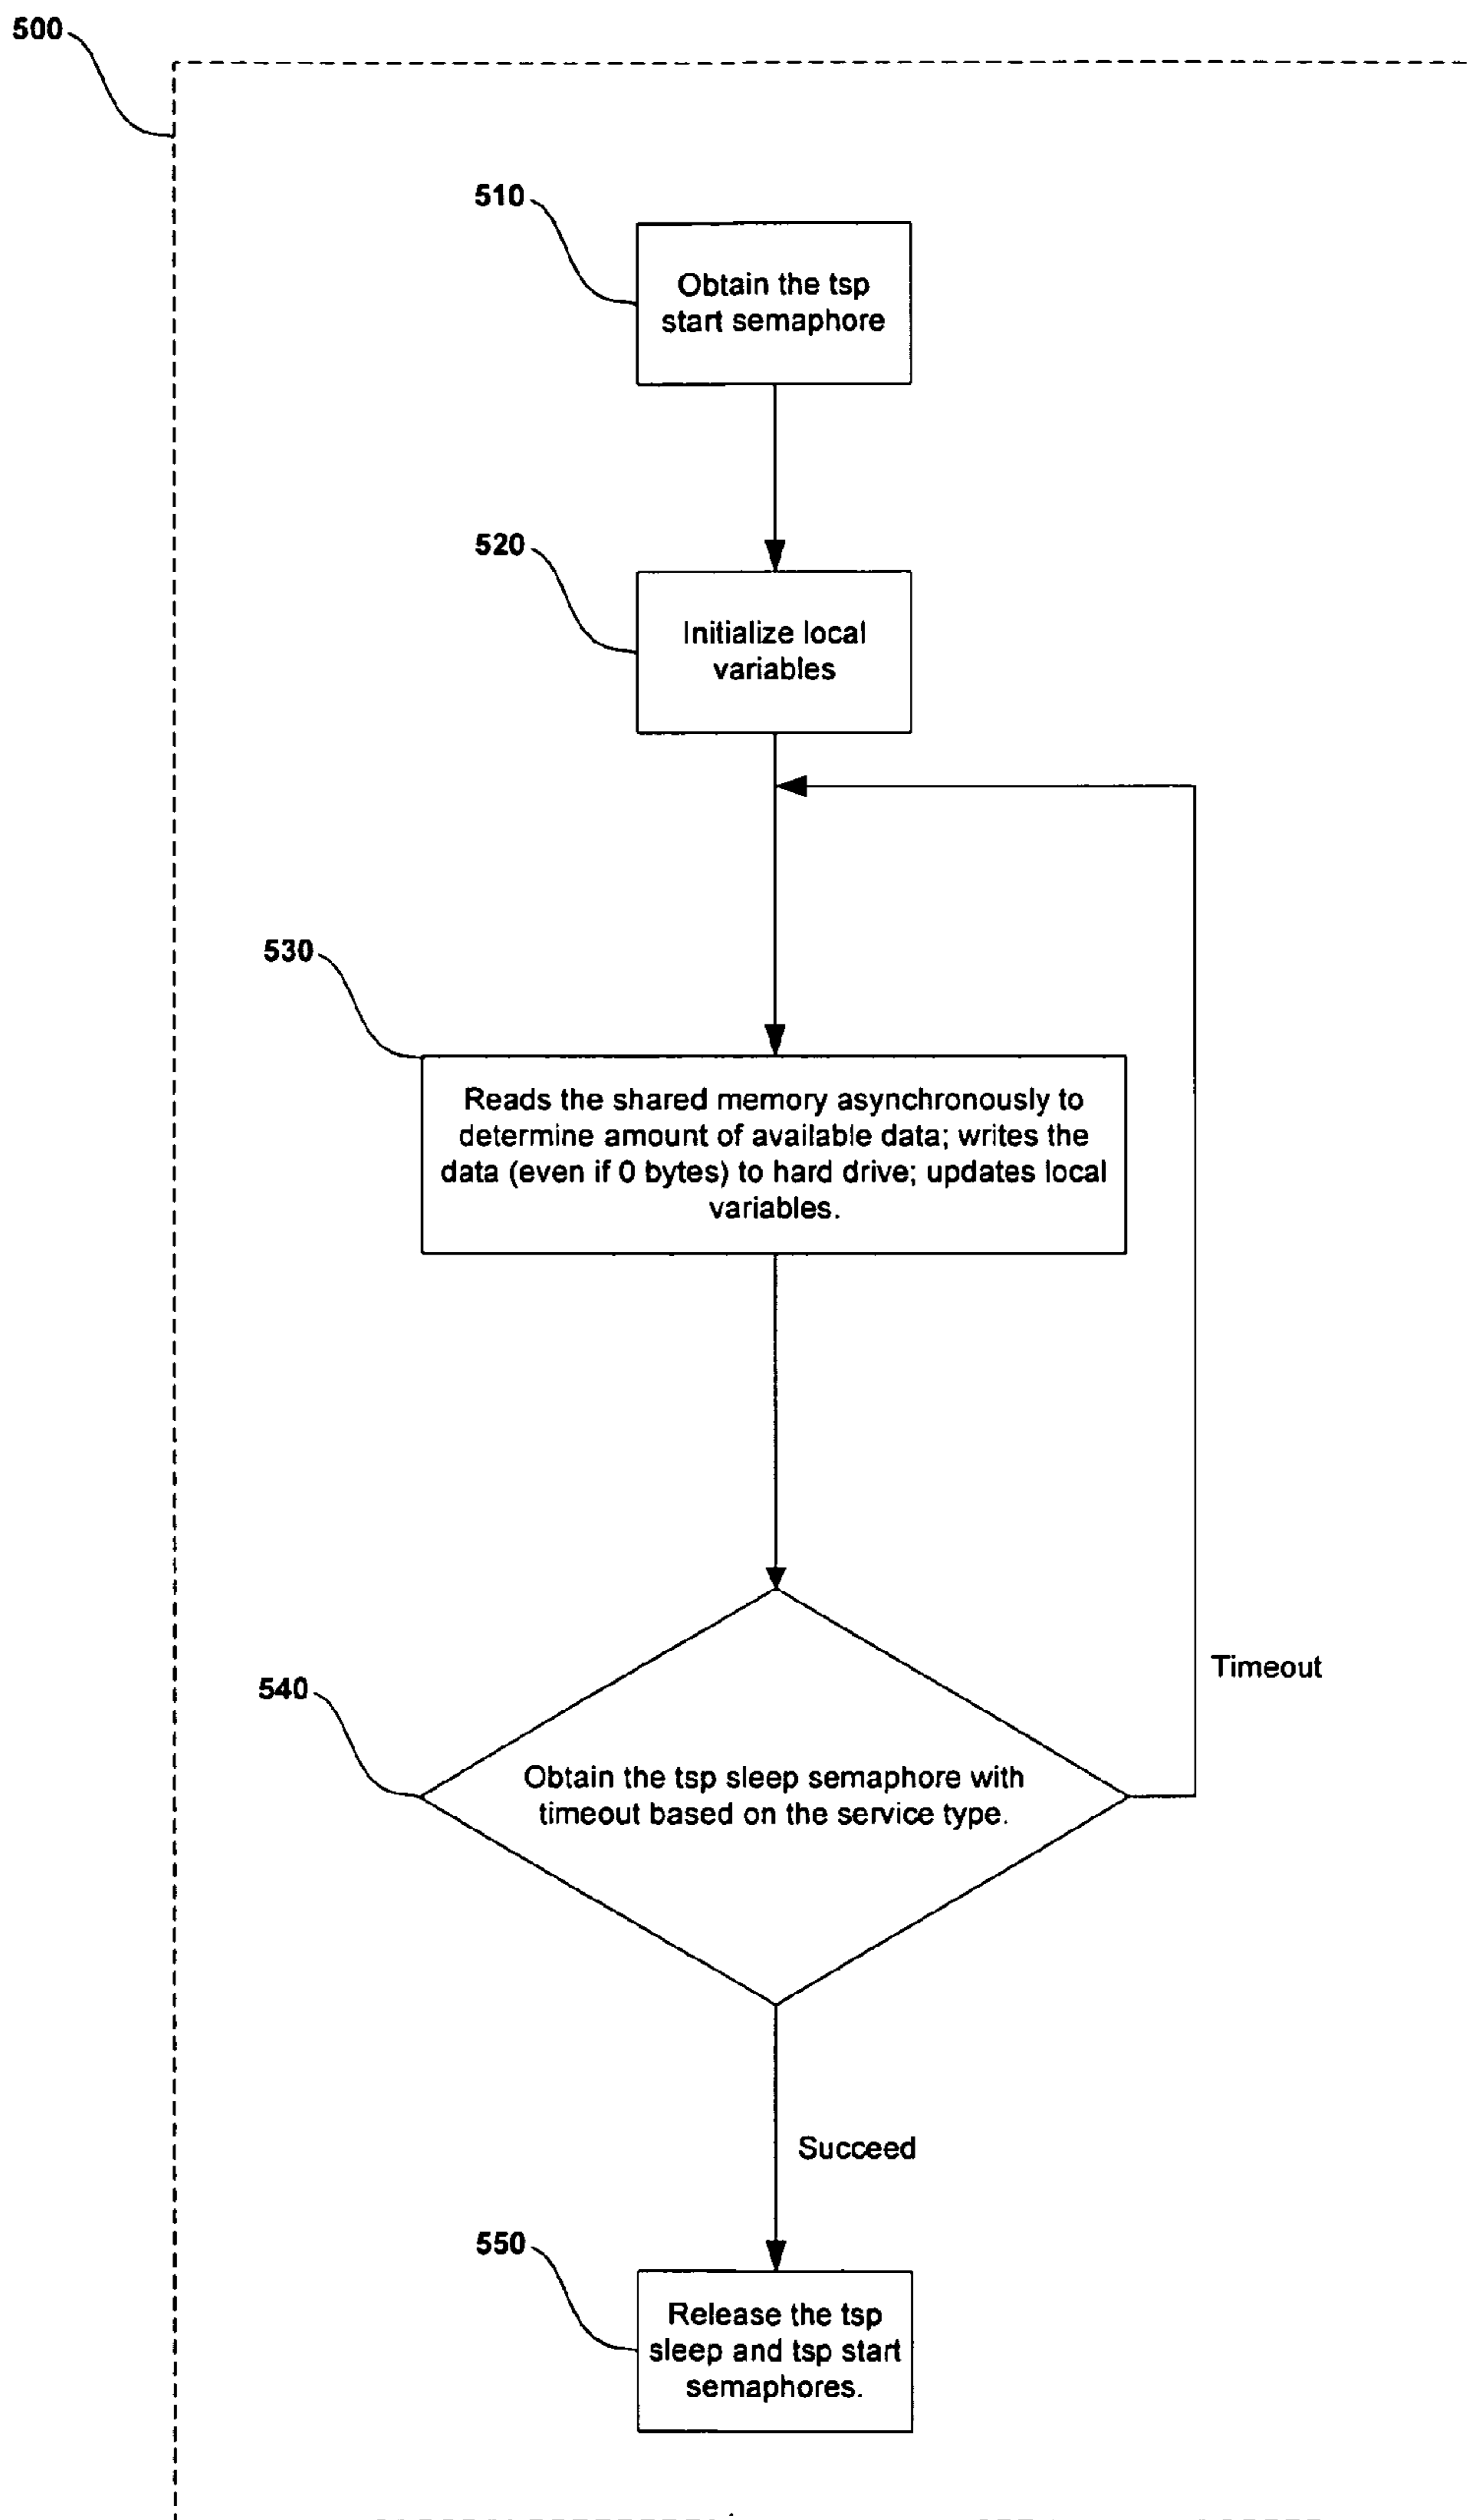 500
510
Obtain the tsp
start semaphore
520
Initialize local
variables
530
Reads the shared memory asynchronously to
determine amount of available data; writes the
data (even if 0 bytes) to hard drive; updates local
variables.
540
Obtain the tsp sleep semaphore with
timeout based on the service type.
Timeout
Succeed
550
Release the tsp
sleep and tsp start
semaphores.